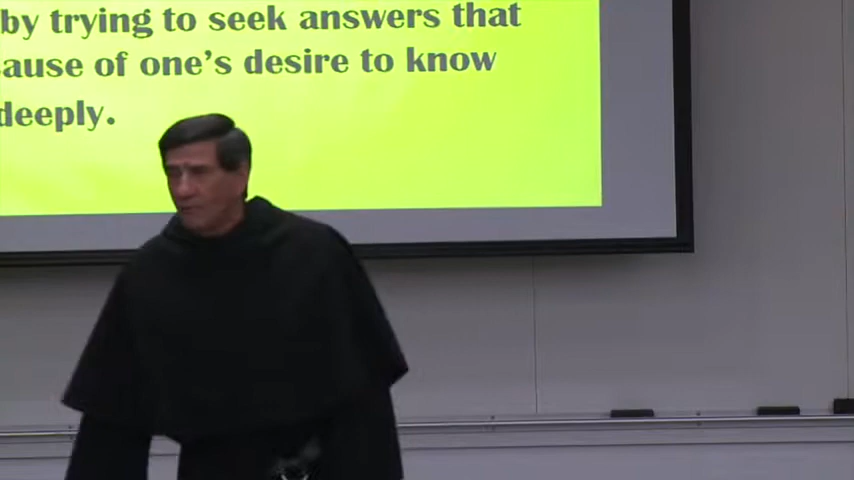 by trying to seek answers that
ause of one's desire to know
deeply.